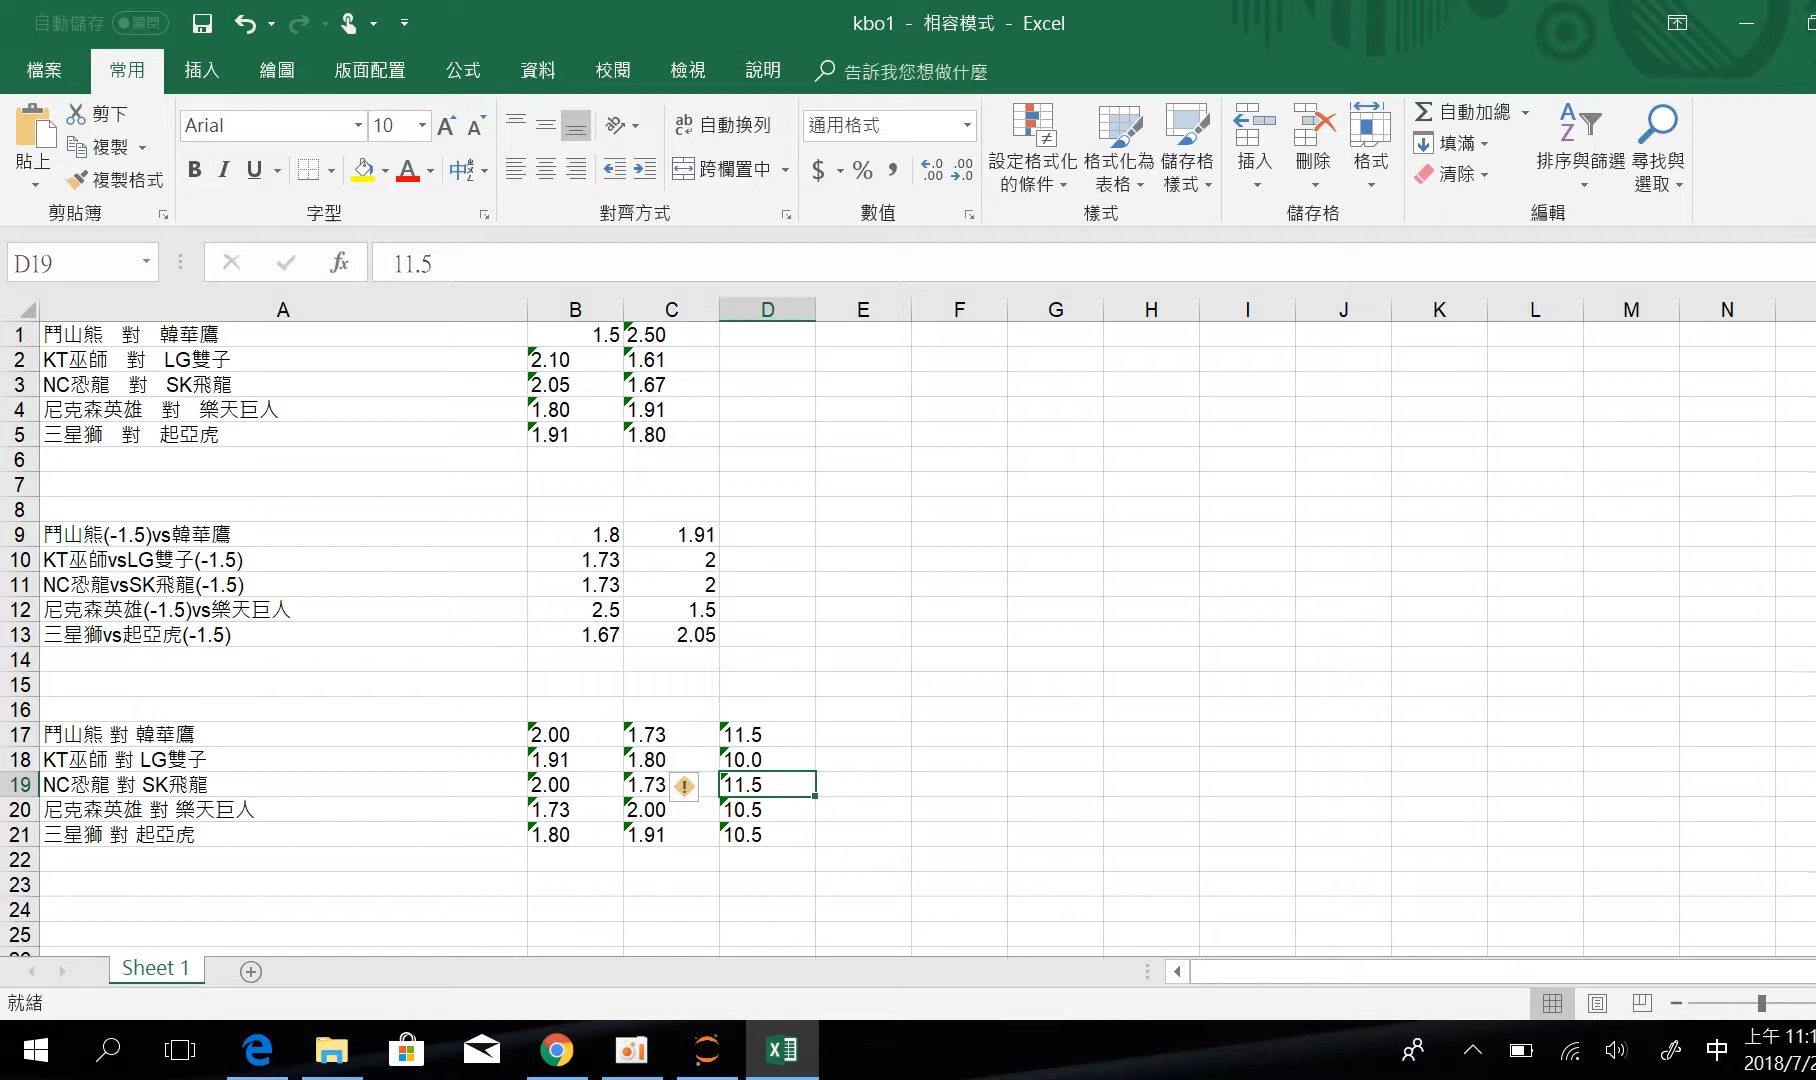 自動儲存 關閉 kbo1 - 相容模式 - Excel
檔案 常用 插入 繪圖 版面配置 公式 資料 校閱 檢視 說明 告訴我您想做什麼
貼上 剪下 複製 複製格式 剪貼簿
Arial 10 A A B I U A 中 字型
ab 自動換列 跨欄置中 對齊方式
通用格式 $ % , .0 .00 .00 .0 數值
設定格式化的條件 格式化為表格 儲存格樣式 樣式
插入 刪除 格式 儲存格
Σ 自動加總 填滿 清除 排序與篩選 尋找與選取 編輯
D19 fx 11.5
A B C D E F G H I J K L M N
1 鬥山熊 對 韓華鷹 1.5 2.50
2 KT巫師 對 LG雙子 2.10 1.61
3 NC恐龍 對 SK飛龍 2.05 1.67
4 尼克森英雄 對 樂天巨人 1.80 1.91
5 三星獅 對 起亞虎 1.91 1.80
6
7
8
9 鬥山熊(-1.5)vs韓華鷹 1.8 1.91
10 KT巫師vsLG雙子(-1.5) 1.73 2
11 NC恐龍vsSK飛龍(-1.5) 1.73 2
12 尼克森英雄(-1.5)vs樂天巨人 2.5 1.5
13 三星獅vs起亞虎(-1.5) 1.67 2.05
14
15
16
17 鬥山熊 對 韓華鷹 2.00 1.73 11.5
18 KT巫師 對 LG雙子 1.91 1.80 10.0
19 NC恐龍 對 SK飛龍 2.00 1.73 11.5
20 尼克森英雄 對 樂天巨人 1.73 2.00 10.5
21 三星獅 對 起亞虎 1.80 1.91 10.5
22
23
24
25
Sheet 1
就緒
中 上午 11:1
2018/7/2